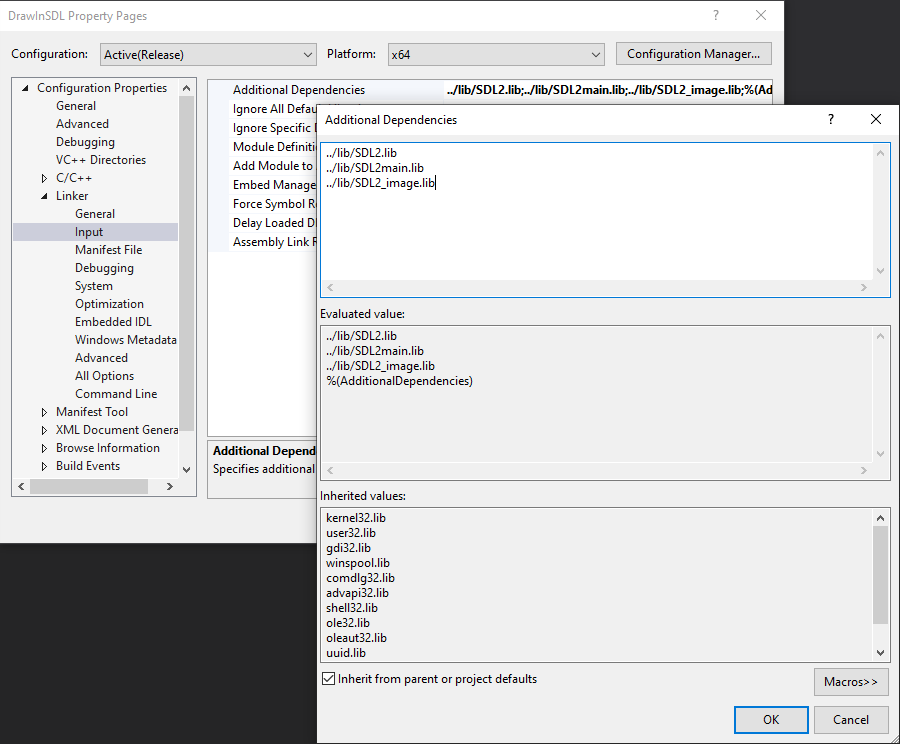 DrawInSDL Property Pages
Configuration: Active(Release) Platform: x64 Configuration Manager...
Configuration Properties
General
Advanced
Debugging
VC++ Directories
C/C++
Linker
General
Input
Manifest File
Debugging
System
Optimization
Embedded IDL
Windows Metadata
Advanced
All Options
Command Line
Manifest Tool
XML Document Genera
Browse Information
Build Events
Additional Dependencies ../lib/SDL2.lib;../lib/SDL2main.lib;../lib/SDL2_image.lib;%(Ad
Ignore All Defau
Ignore Specific D
Module Definiti
Add Module to
Embed Manage
Force Symbol R
Delay Loaded D
Assembly Link R
Additional Depend
Specifies additional
Additional Dependencies
../lib/SDL2.lib
../lib/SDL2main.lib
../lib/SDL2_image.lib
Evaluated value:
../lib/SDL2.lib
../lib/SDL2main.lib
../lib/SDL2_image.lib
%(AdditionalDependencies)
Inherited values:
kernel32.lib
user32.lib
gdi32.lib
winspool.lib
comdlg32.lib
advapi32.lib
shell32.lib
ole32.lib
oleaut32.lib
uuid.lib
Inherit from parent or project defaults
Macros>>
OK Cancel